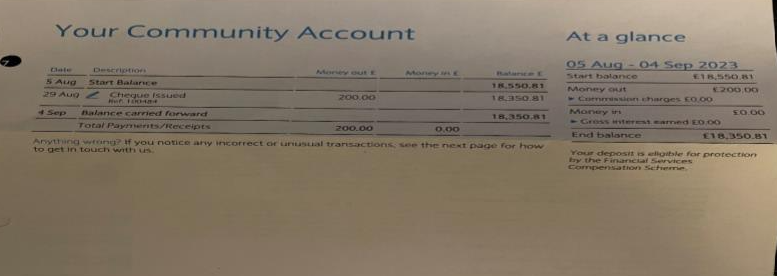 Your Community Account
Date Description Money out £ Money in £ Balance £
5 Aug Start Balance 18,550.81
29 Aug Cheque Issued 200.00 18,350.81
Ref: 100484
4 Sep Balance carried forward 18,350.81
Total Payments/Receipts 200.00 0.00
Anything wrong? If you notice any incorrect or unusual transactions, see the next page for how
to get in touch with us.
At a glance
05 Aug - 04 Sep 2023
Start balance £18,550.81
Money out £200.00
► Commission charges £0.00
Money in £0.00
► Gross interest earned £0.00
End balance £18,350.81
Your deposit is eligible for protection
by the Financial Services
Compensation Scheme.